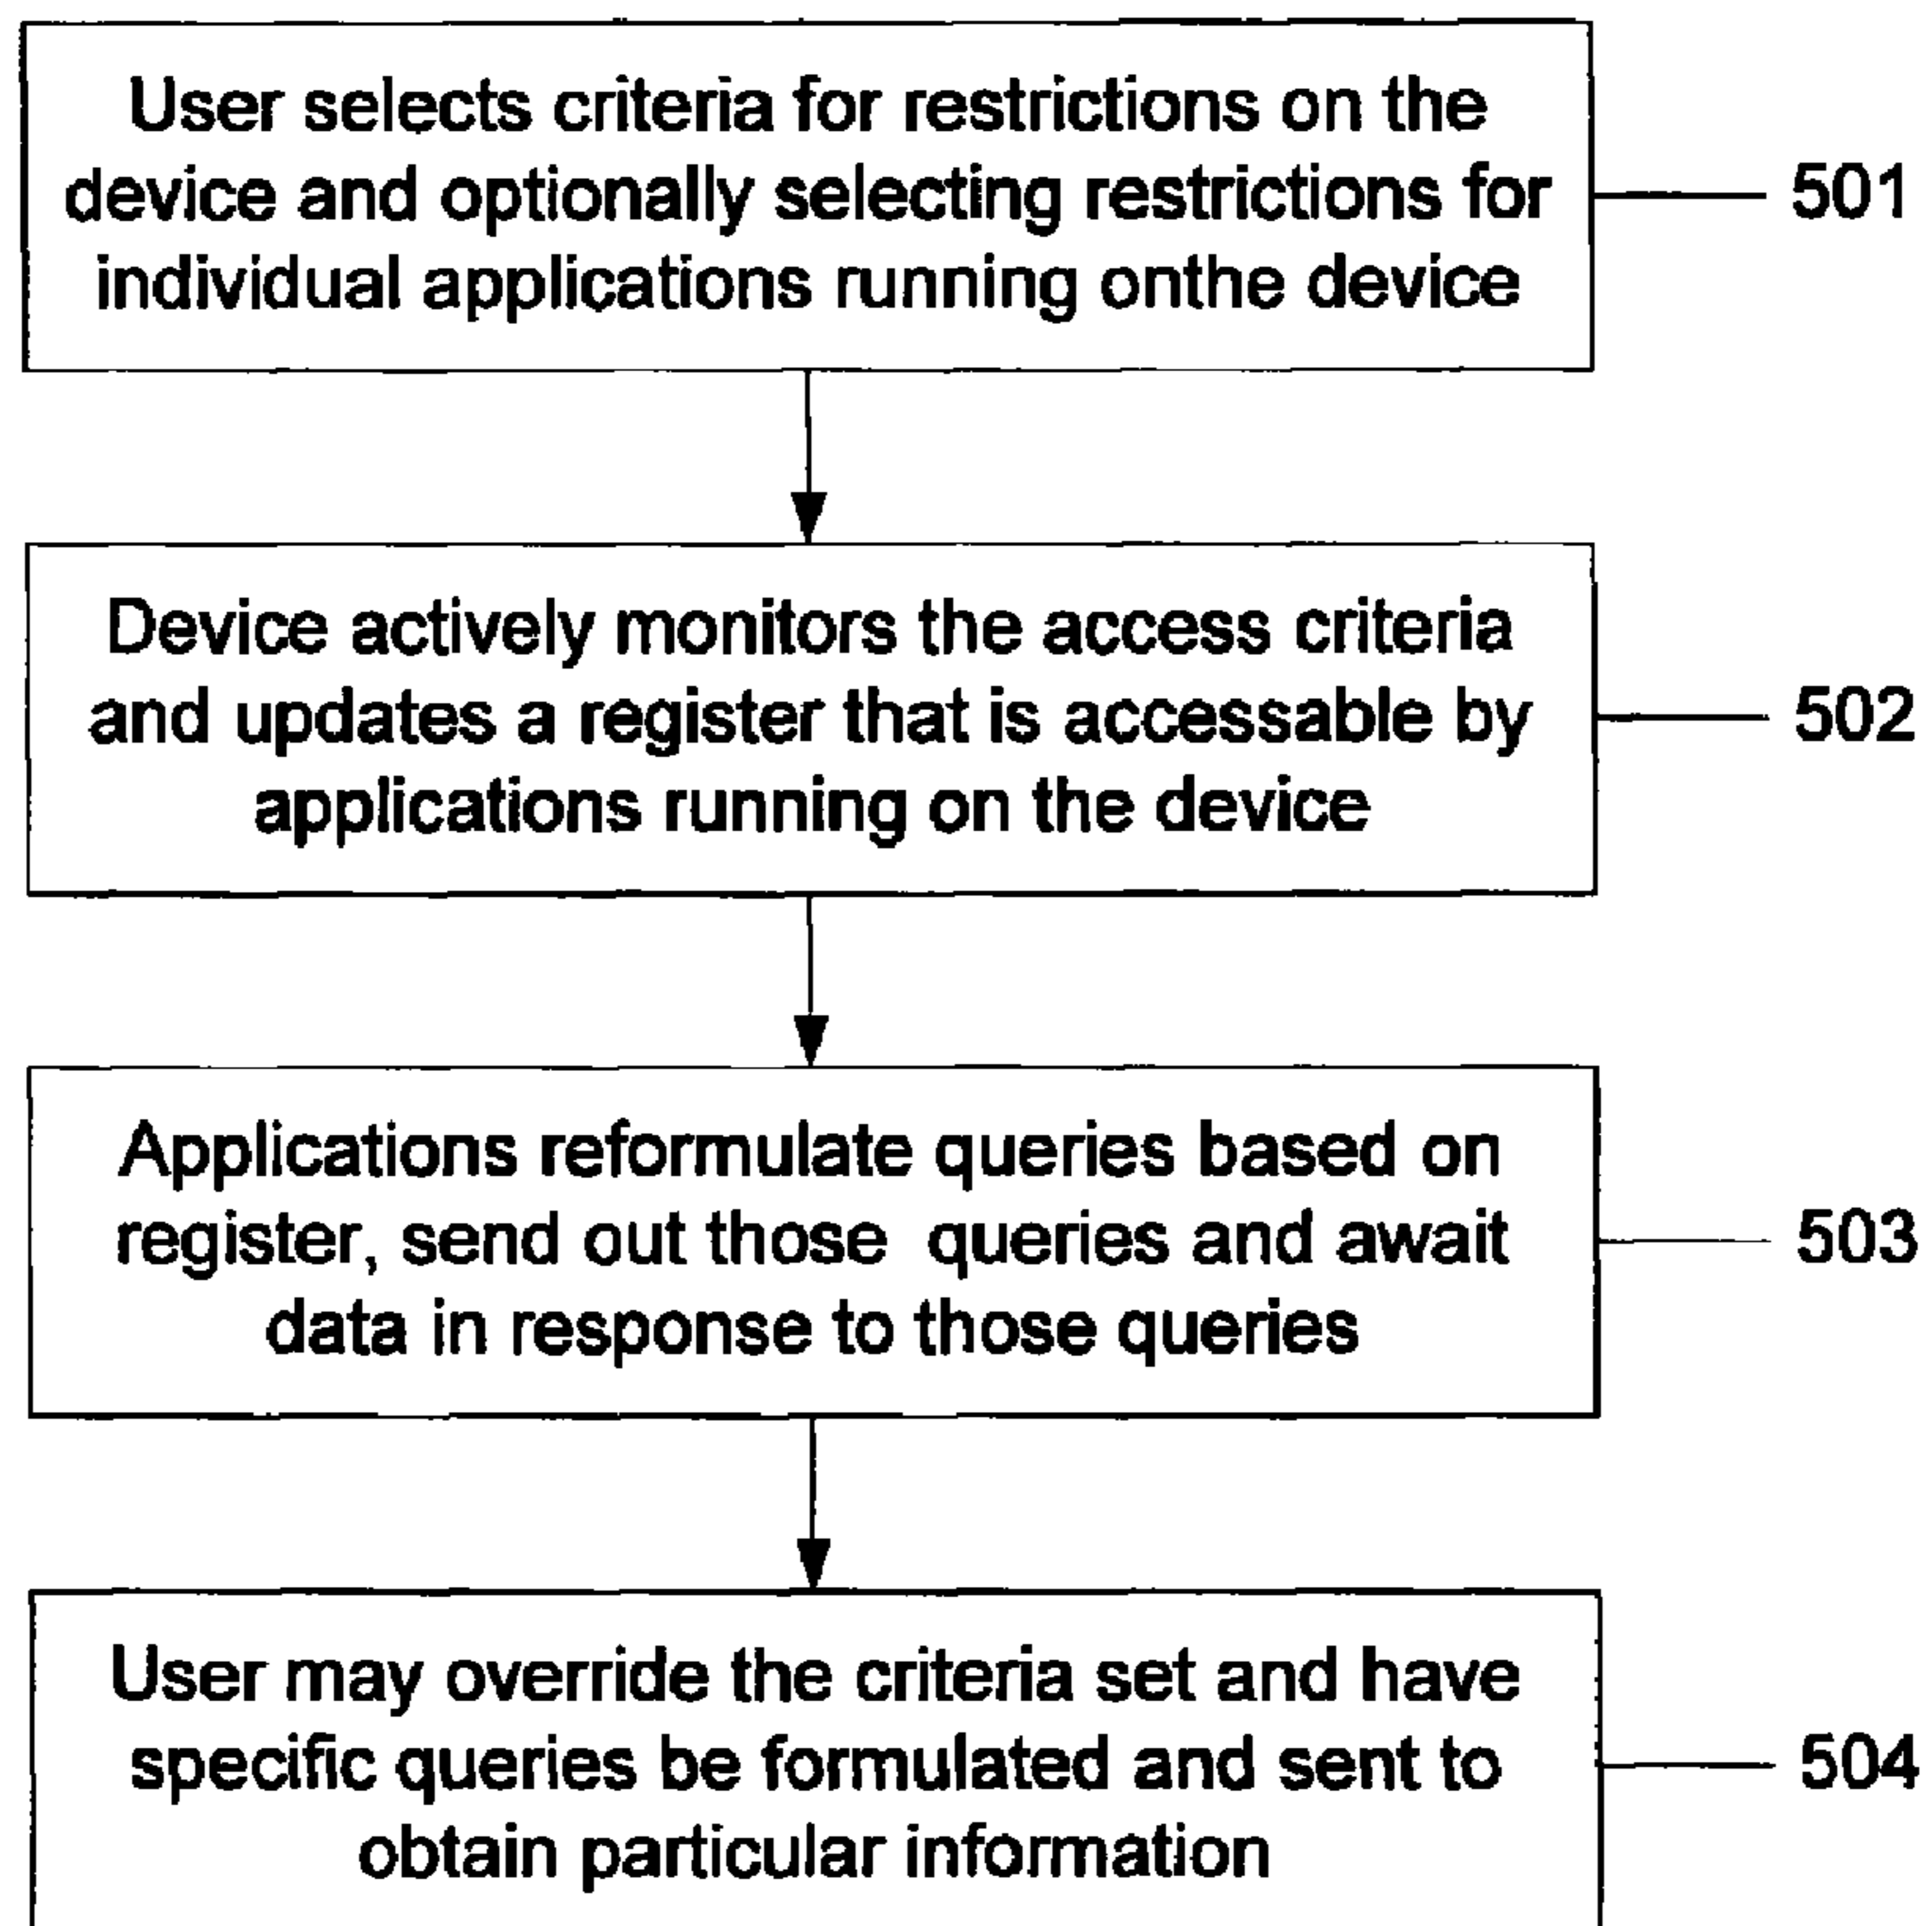 User selects criteria for restrictions on the
device and optionally selecting restrictions for
individual applications running onthe device
501
Device actively monitors the access criteria
and updates a register that is accessable by
applications running on the device
502
Applications reformulate queries based on
register, send out those queries and await
data in response to those queries
503
User may override the criteria set and have
specific queries be formulated and sent to
obtain particular information
504